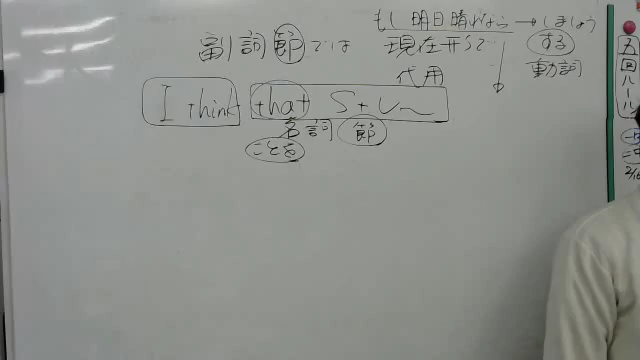 もし明日晴れなら → しましょう
副詞節では 現在形で する
代用 動詞
I think that S+V〜
名詞節
ことを